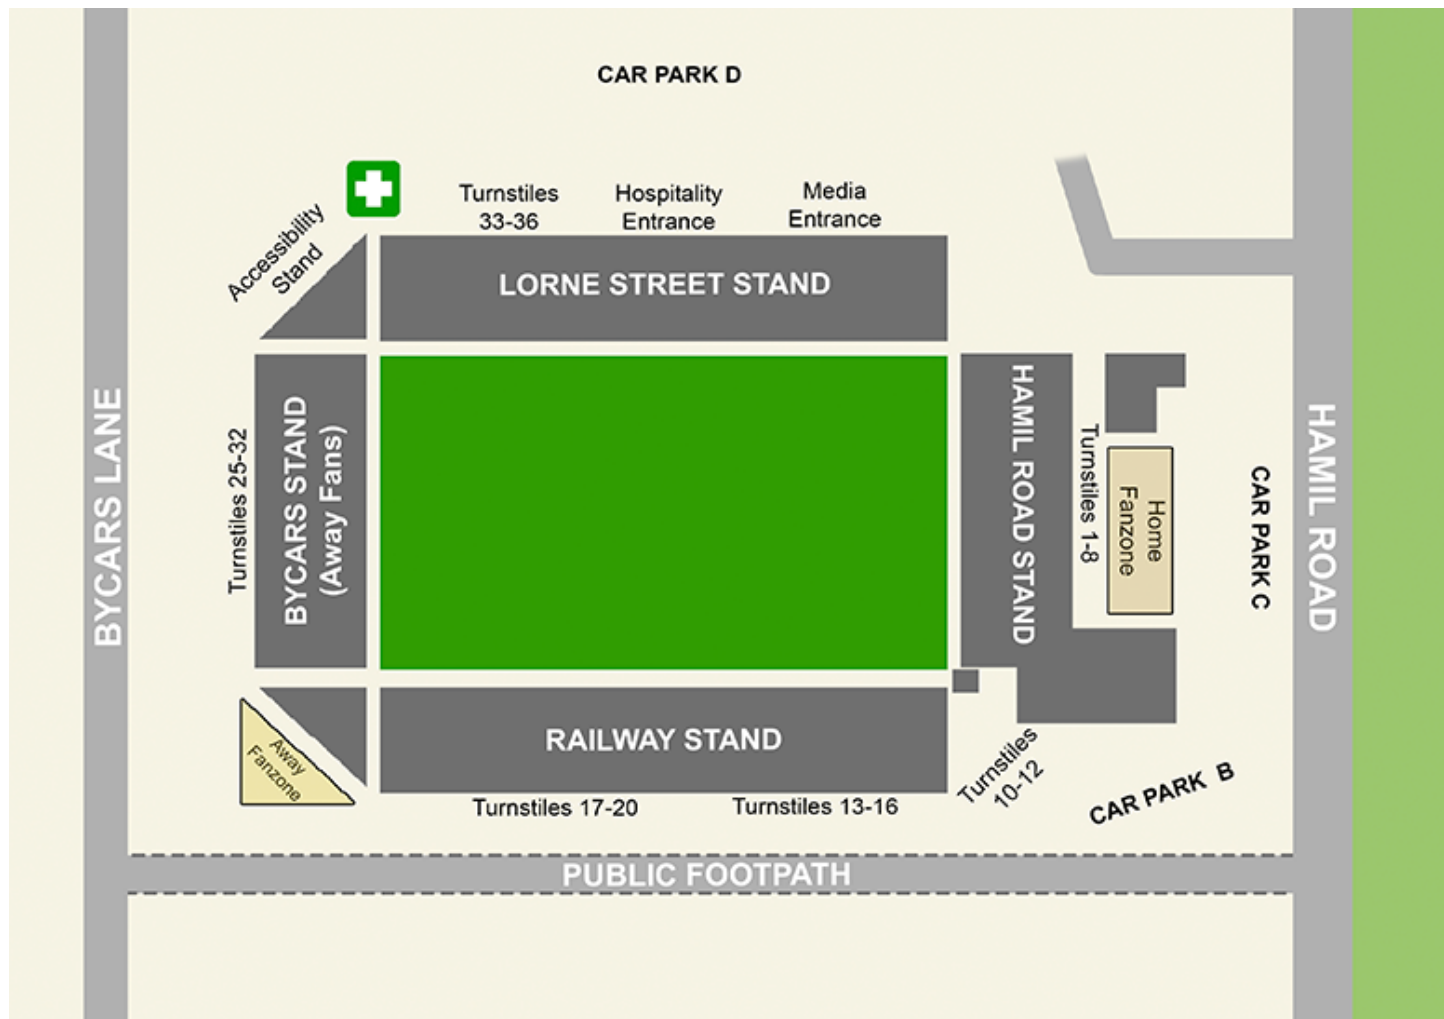 CAR PARK D
Turnstiles
33-36
Hospitality
Entrance
Media
Entrance
Accessibility
Stand
LORNE STREET STAND
BYCARS LANE
Turnstiles 25-32
BYCARS STAND
(Away Fans)
HAMIL ROAD STAND
Turnstiles 1-8
Home
Fanzone
CAR PARK C
HAMIL ROAD
Away
Fanzone
RAILWAY STAND
Turnstiles 17-20
Turnstiles 13-16
Turnstiles
10-12
CAR PARK B
PUBLIC FOOTPATH